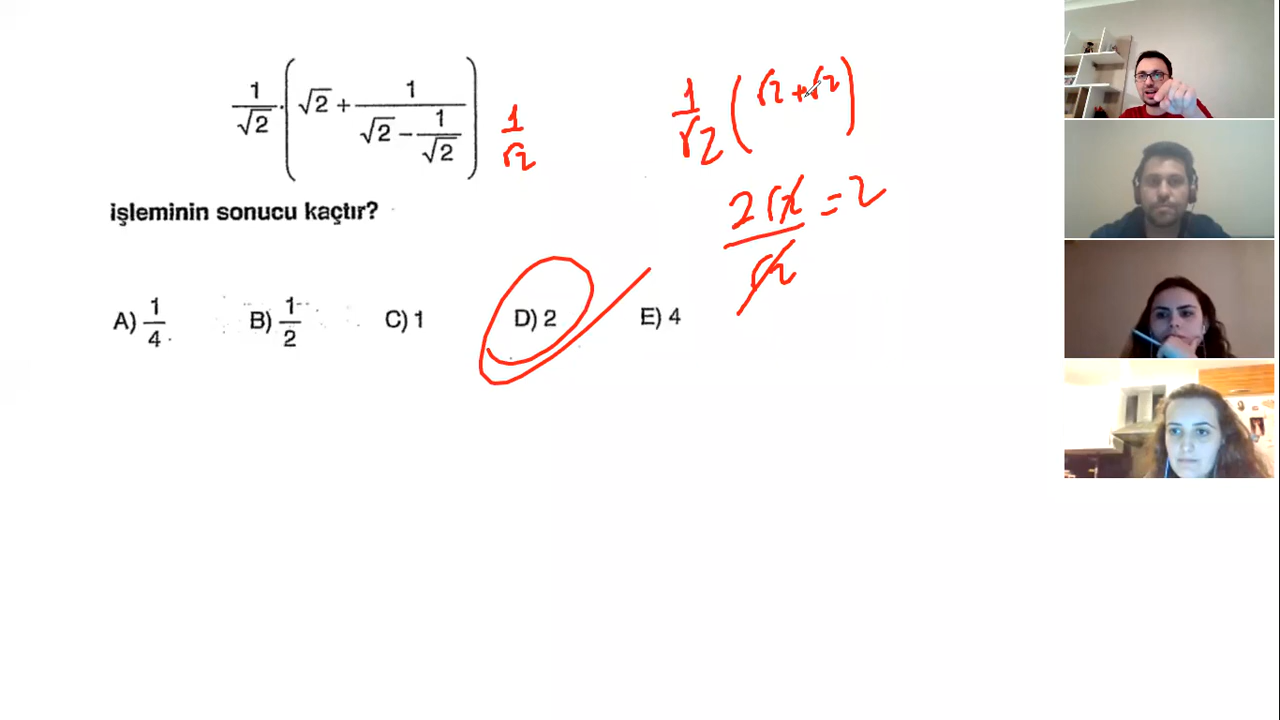 1/√2 · (√2 + 1/(√2 − 1/√2))
1/√2
işleminin sonucu kaçtır?
A) 1/4 B) 1/2 C) 1 D) 2 E) 4
1/√2 (√2 + √2)
2√2/√2 = 2